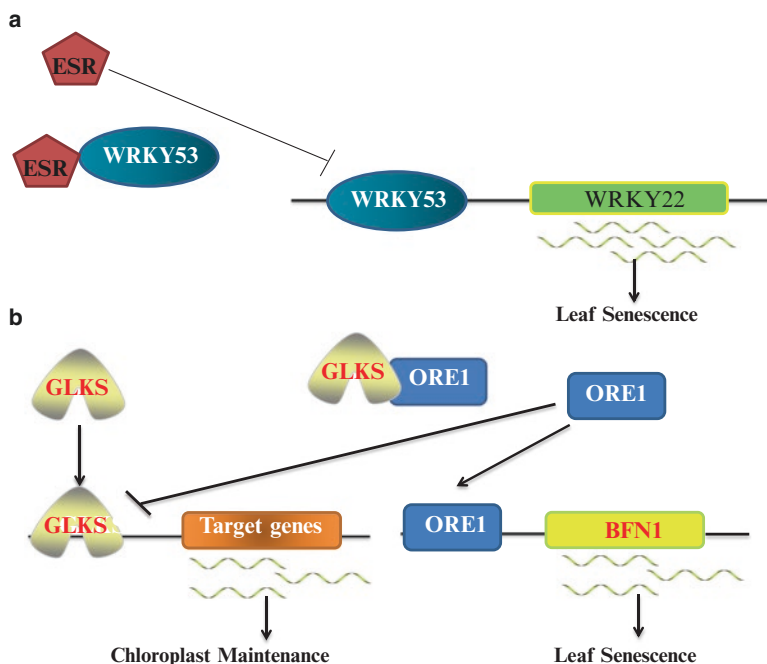 a
ESR
ESR WRKY53
WRKY53 WRKY22
Leaf Senescence
b
GLKS
GLKS ORE1
ORE1
GLKS Target genes
ORE1 BFN1
Chloroplast Maintenance
Leaf Senescence